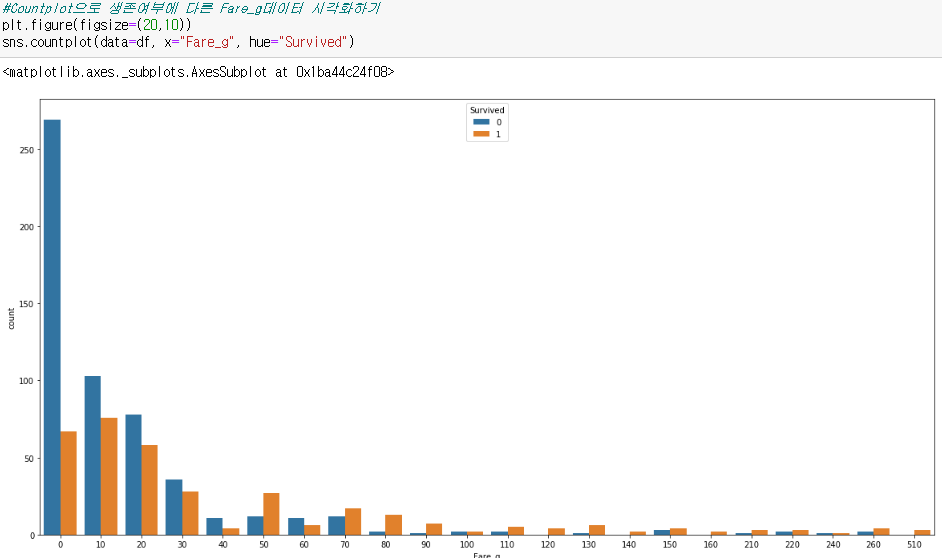 #Countplot으로 생존여부에 다른 Fare_g데이터 시각화하기
plt.figure(figsize=(20,10))
sns.countplot(data=df, x="Fare_g", hue="Survived")
<matplotlib.axes._subplots.AxesSubplot at 0x1ba44c24f08>
Survived
0
1
250
200
150
100
50
0
count
0 10 20 30 40 50 60 70 80 90 100 110 120 130 140 150 160 210 220 240 260 510
Fare_g